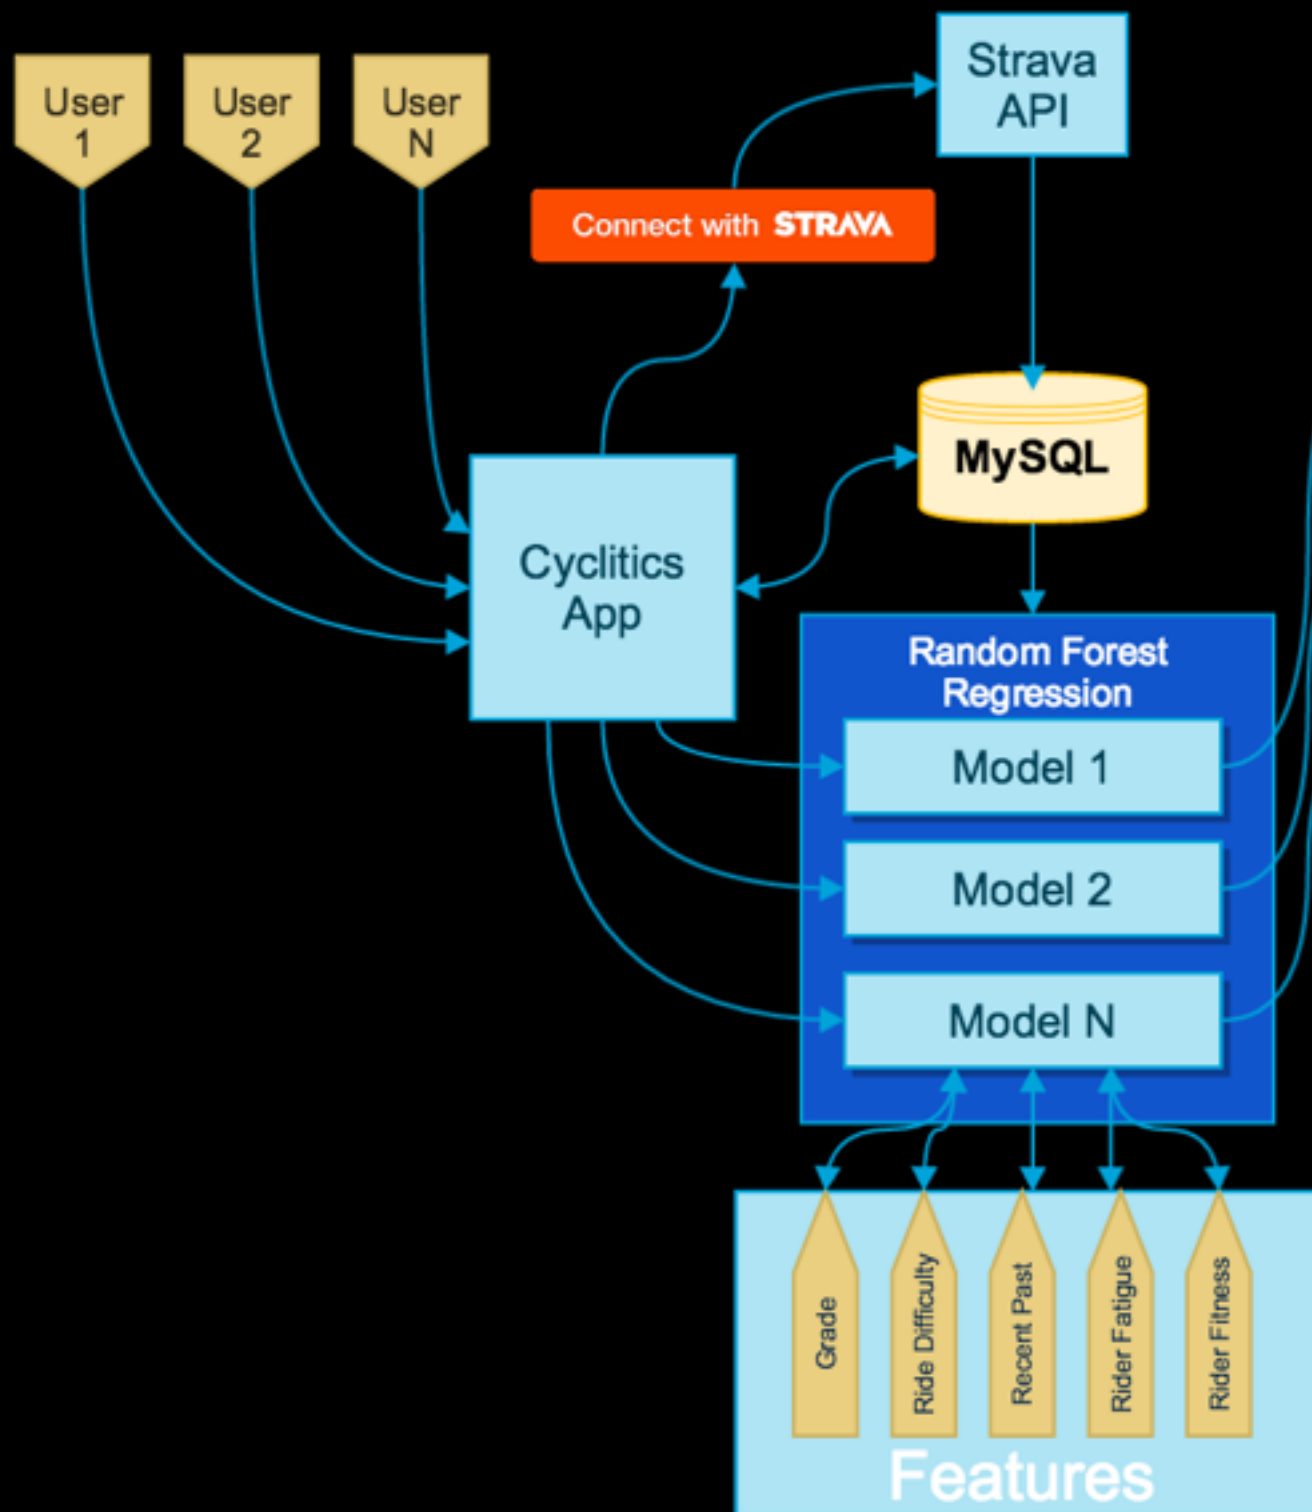 User
1
User
2
User
N
Strava
API
Connect with STRAVA
MySQL
Cyclitics
App
Random Forest
Regression
Model 1
Model 2
Model N
Grade
Ride Difficulty
Recent Past
Rider Fatigue
Rider Fitness
Features